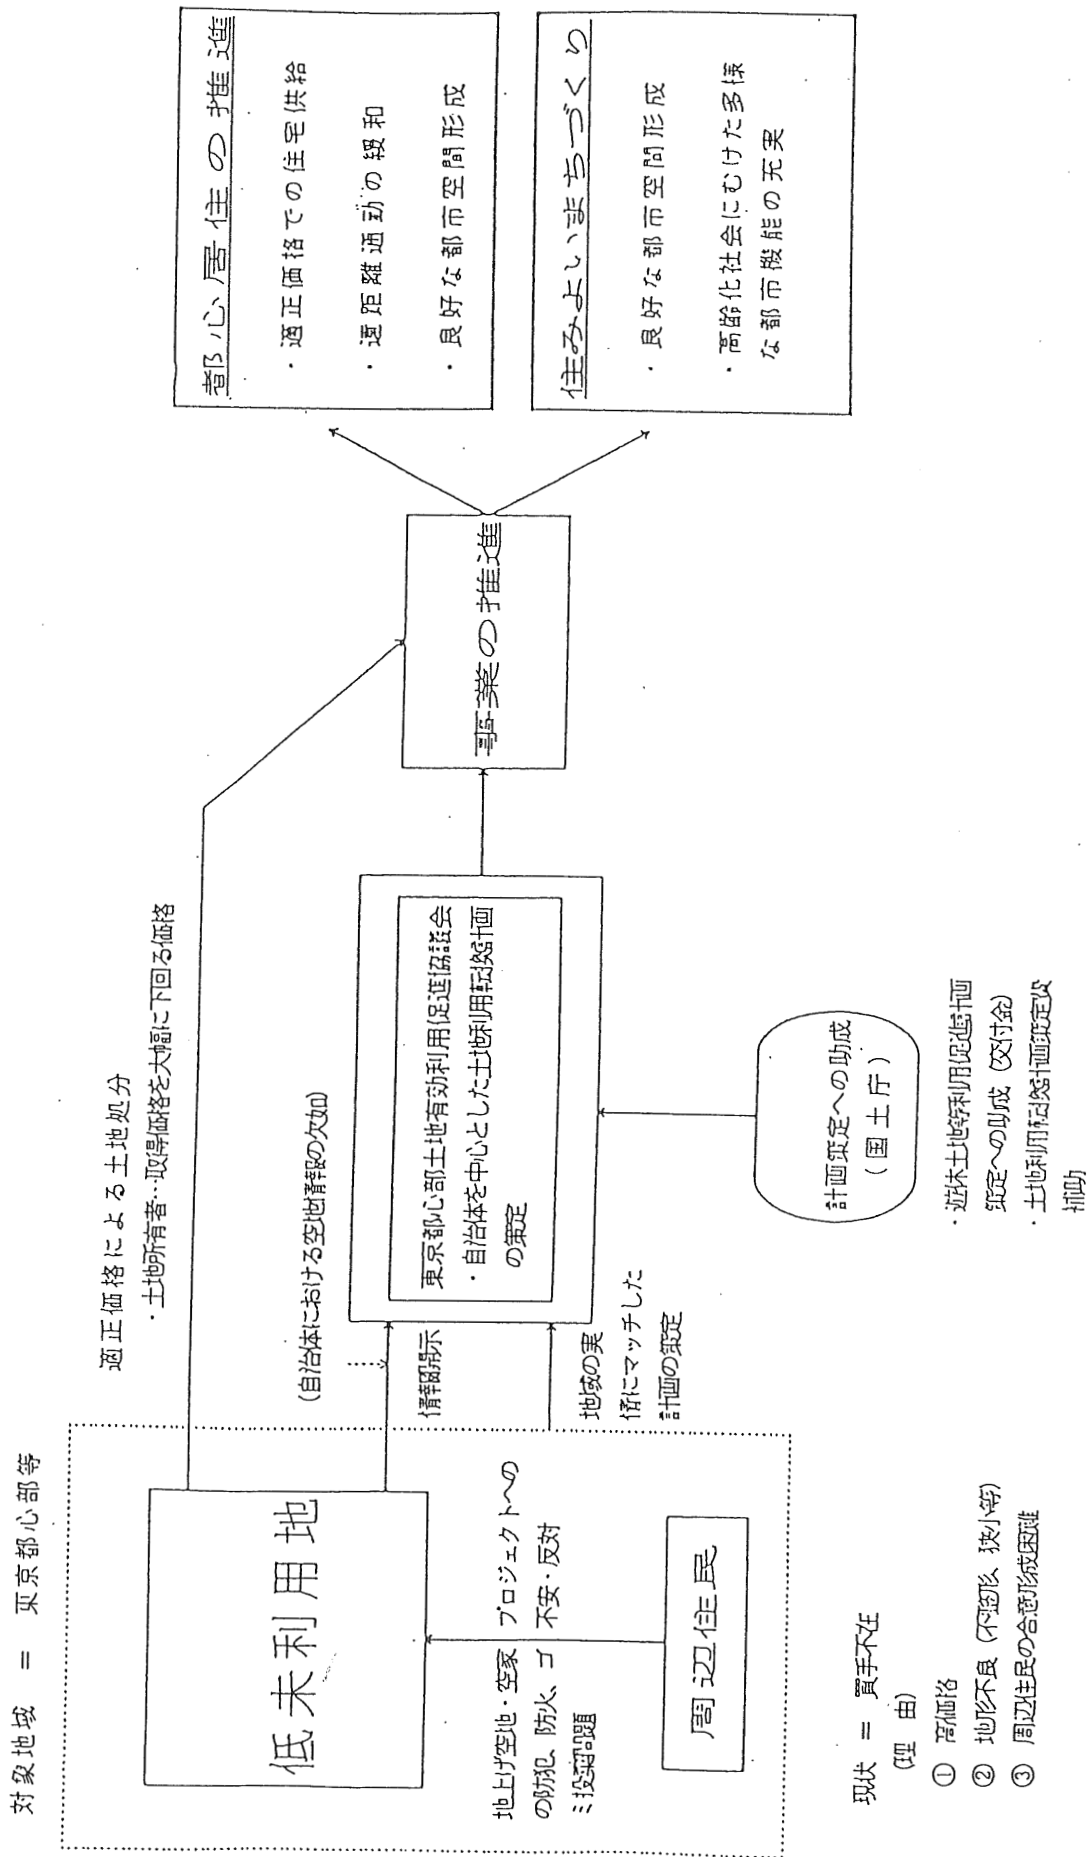 対象地域 = 東京都心部等
適正価格による土地処分
・土地所有者…取得価格を大幅に下回る価格
低未利用地
(自治体における空地情報の欠如)
情報開示
地上げ空地・空家
の防犯、防火、ゴ
ミ投棄問題
プロジェクトへの
不安・反対
周辺住民
地域の実
情にマッチした
計画の策定
現状 = 買手不在
(理 由)
① 高価格
② 地形不良 (不整形、狭小等)
③ 周辺住民の合意形成困難
東京都心部土地有効利用促進協議会
・自治体を中心とした土地利用転換計画
の策定
計画策定への助成
(国土庁)
・遊休土地等利用促進計画
策定への助成 (交付金)
・土地利用転換計画策定後
補助
事業の推進
都心居住の推進
・適正価格での住宅供給
・遠距離通勤の緩和
・良好な都市空間形成
住みよいまちづくり
・良好な都市空間形成
・高齢化社会にむけた多様
な都市機能の充実